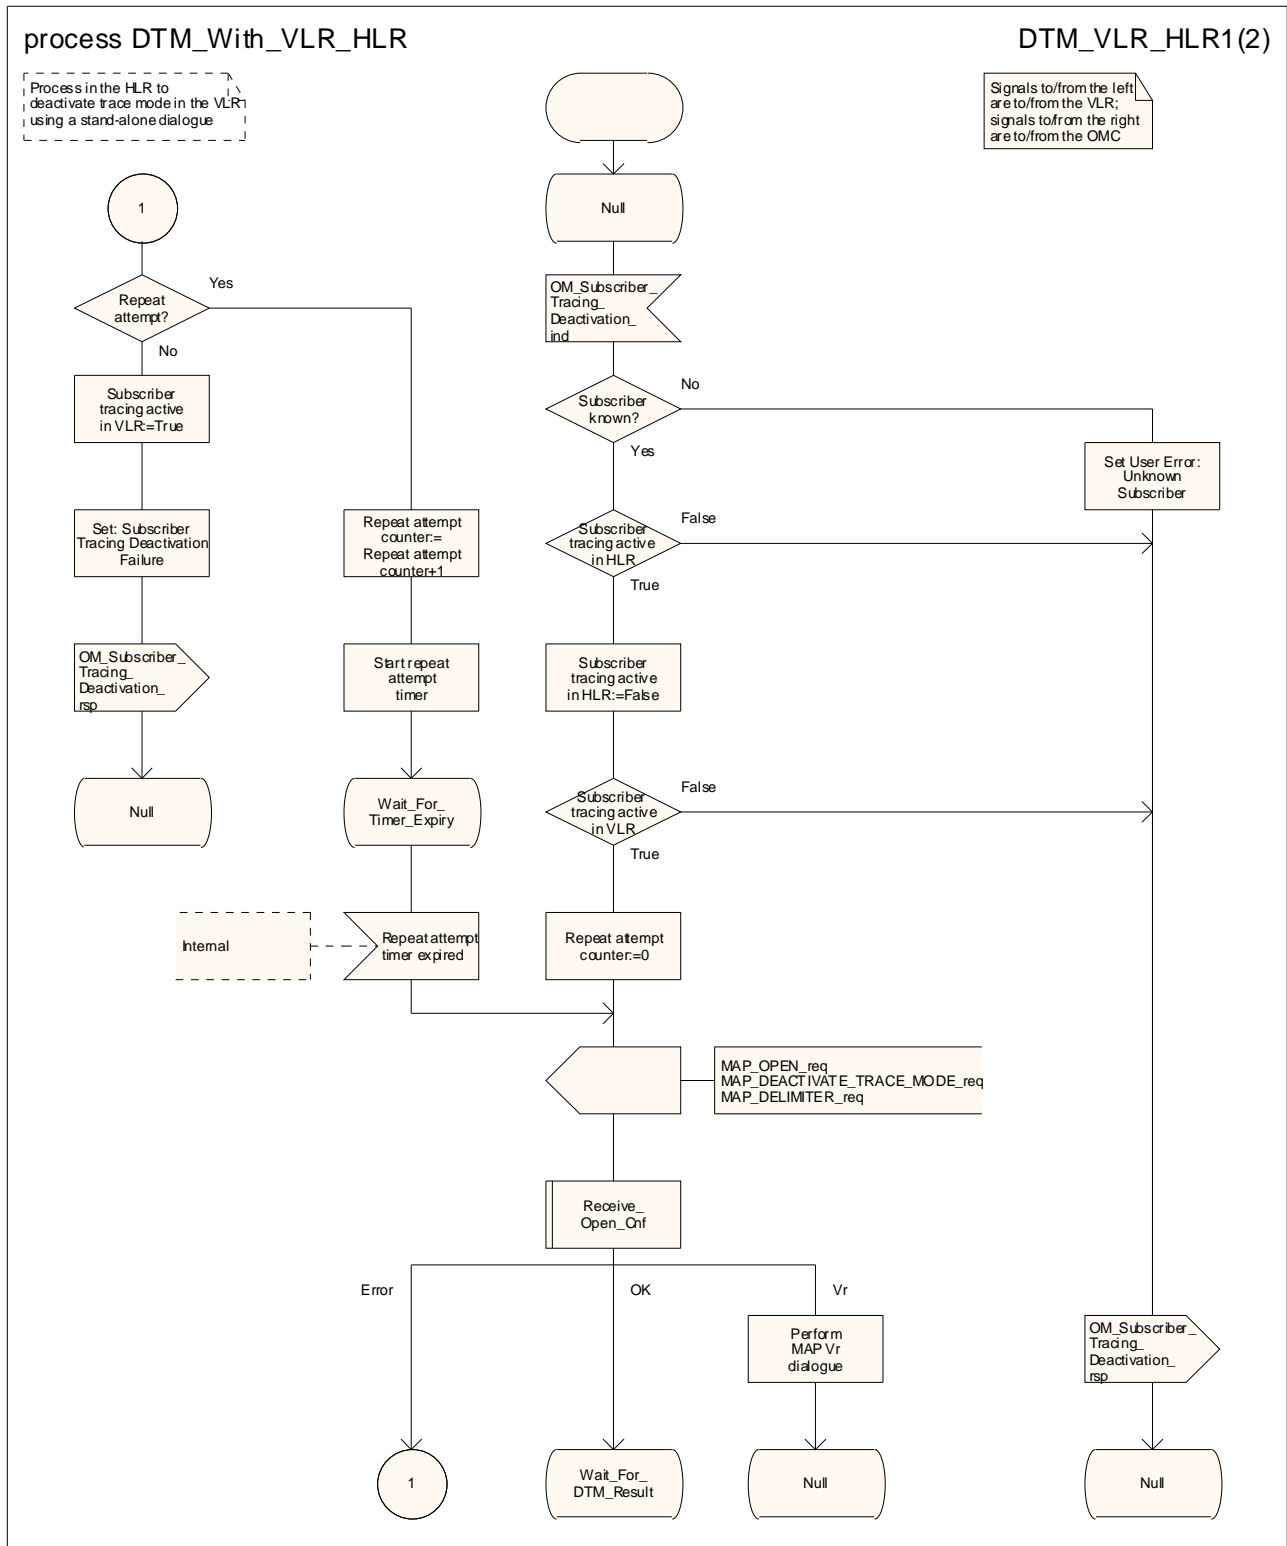 process DTM_With_VLR_HLR
DTM_VLR_HLR1(2)
Process in the HLR to
deactivate trace mode in the VLR
using a stand-alone dialogue
Signals to/from the left
are to/from the VLR;
signals to/from the right
are to/from the OMC
1
Null
Repeat
attempt?
Yes
No
OM_Subscriber_
Tracing_
Deactivation_
ind
Subscriber
tracing active
in VLR:=True
Subscriber
known?
No
Yes
Set User Error:
Unknown
Subscriber
Set: Subscriber
Tracing Deactivation
Failure
Repeat attempt
counter:=
Repeat attempt
counter+1
Subscriber
tracing active
in HLR
False
True
OM_Subscriber_
Tracing_
Deactivation_
rsp
Start repeat
attempt
timer
Subscriber
tracing active
in HLR:=False
Null
Wait_For_
Timer_Expiry
Subscriber
tracing active
in VLR
False
True
Internal
Repeat attempt
timer expired
Repeat attempt
counter:=0
MAP_OPEN_req
MAP_DEACTIVATE_TRACE_MODE_req
MAP_DELIMITER_req
Receive_
Open_Cnf
Error
OK
Vr
Perform
MAP Vr
dialogue
OM_Subscriber_
Tracing_
Deactivation_
rsp
1
Wait_For_
DTM_Result
Null
Null